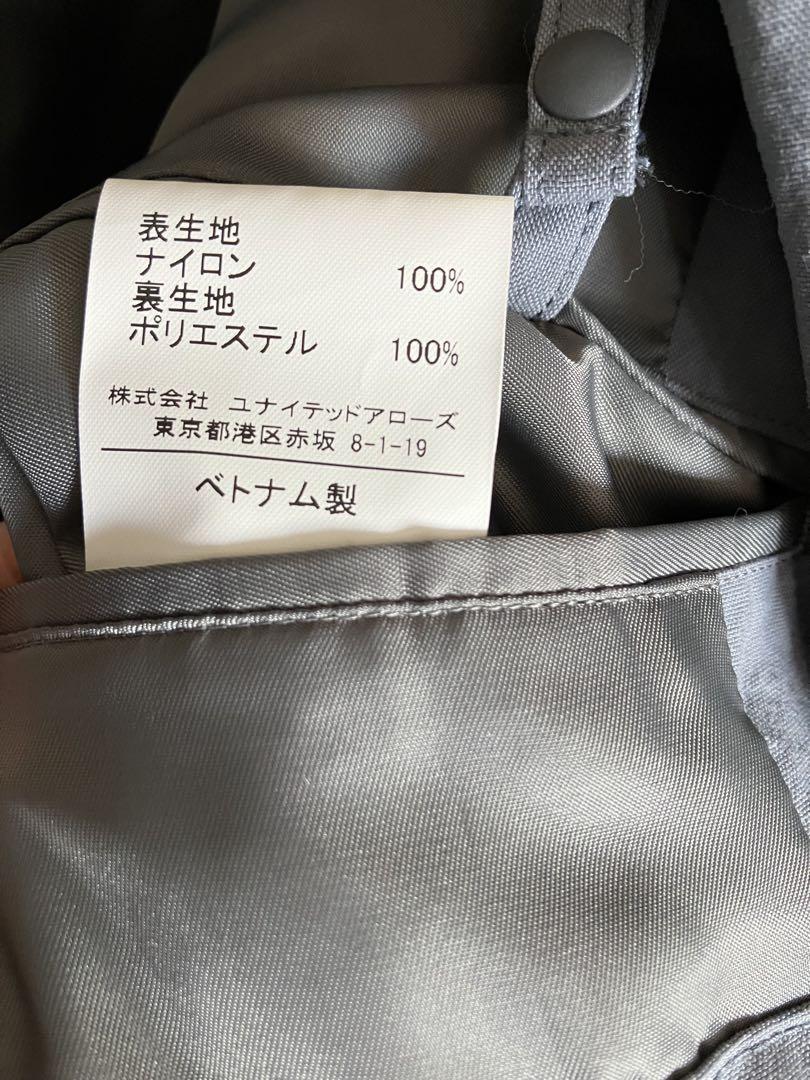 表生地
ナイロン 100%
裏生地
ポリエステル 100%
株式会社 ユナイテッドアローズ
東京都港区赤坂 8-1-19
ベトナム製